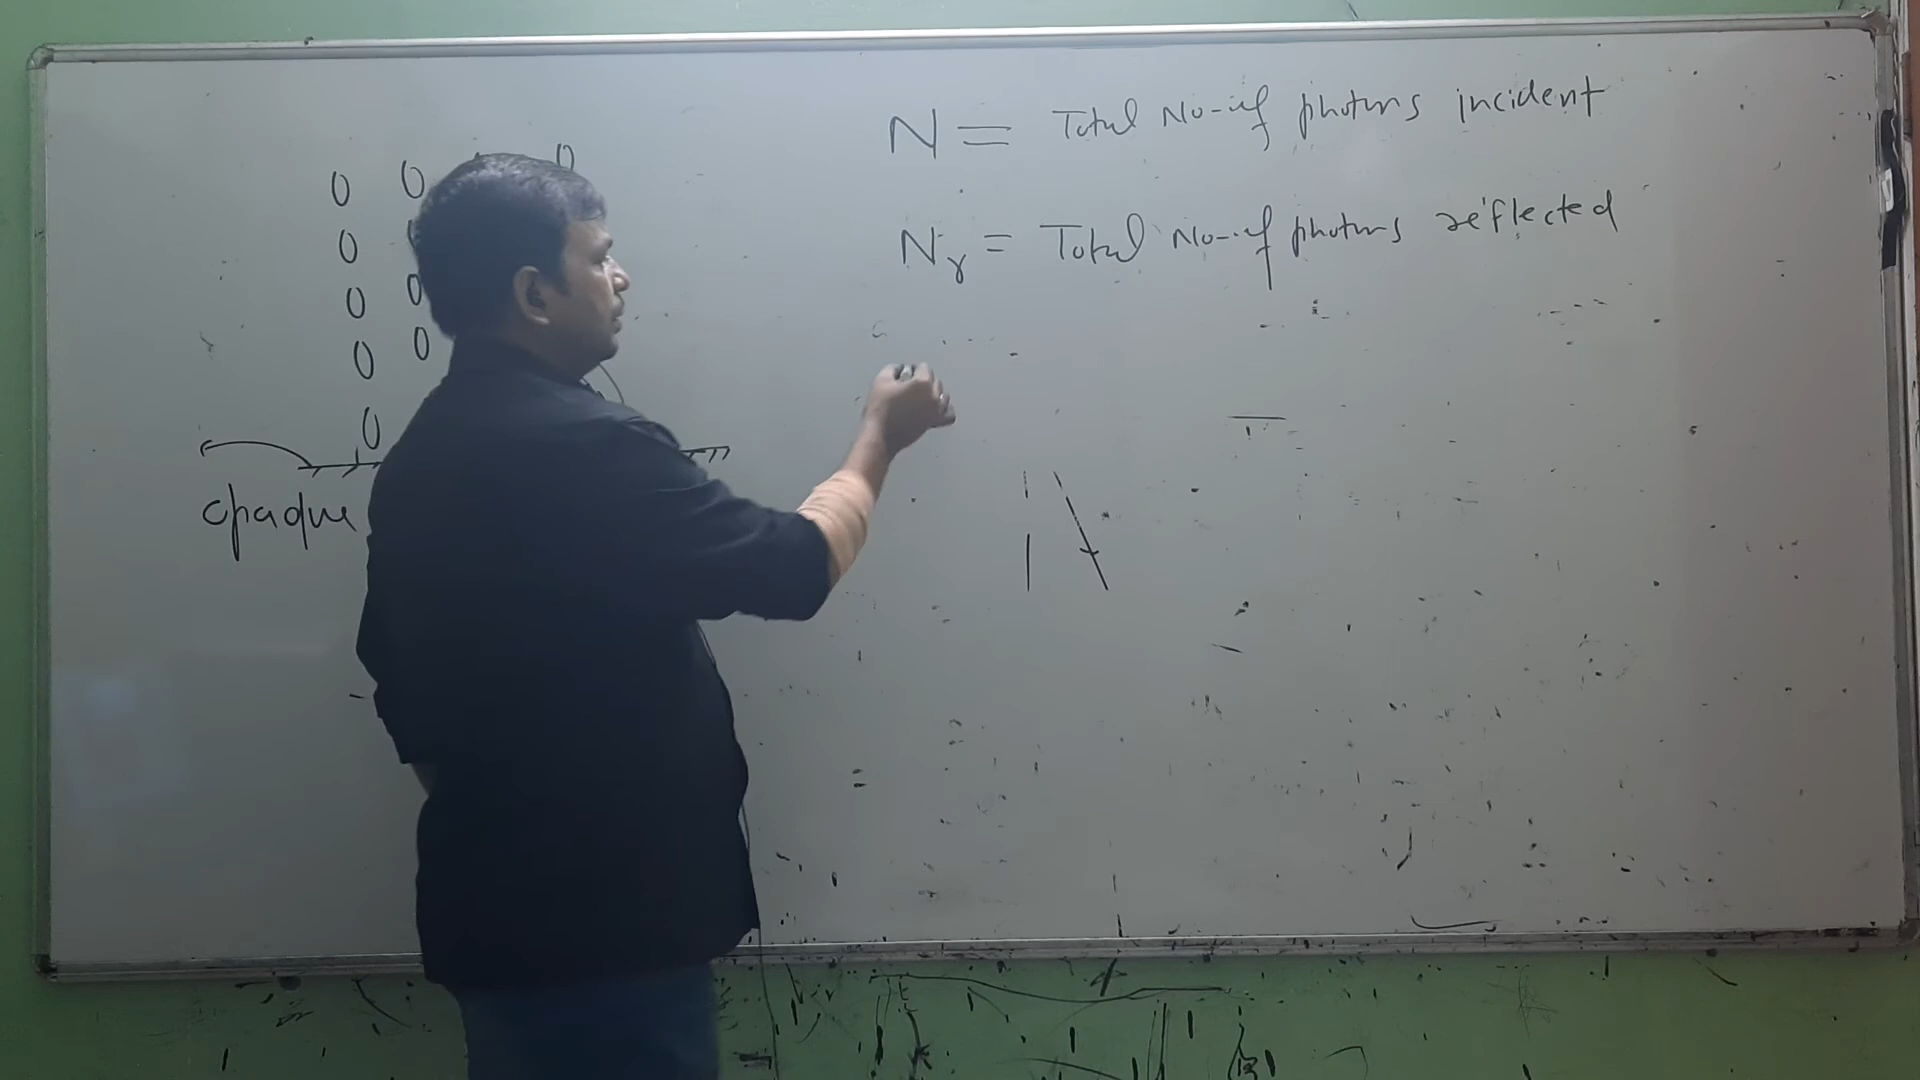 N = Total No-of photons incident
Nr = Total No-of photons reflected
0 0 0
0
0 0
0 0
0
opaque